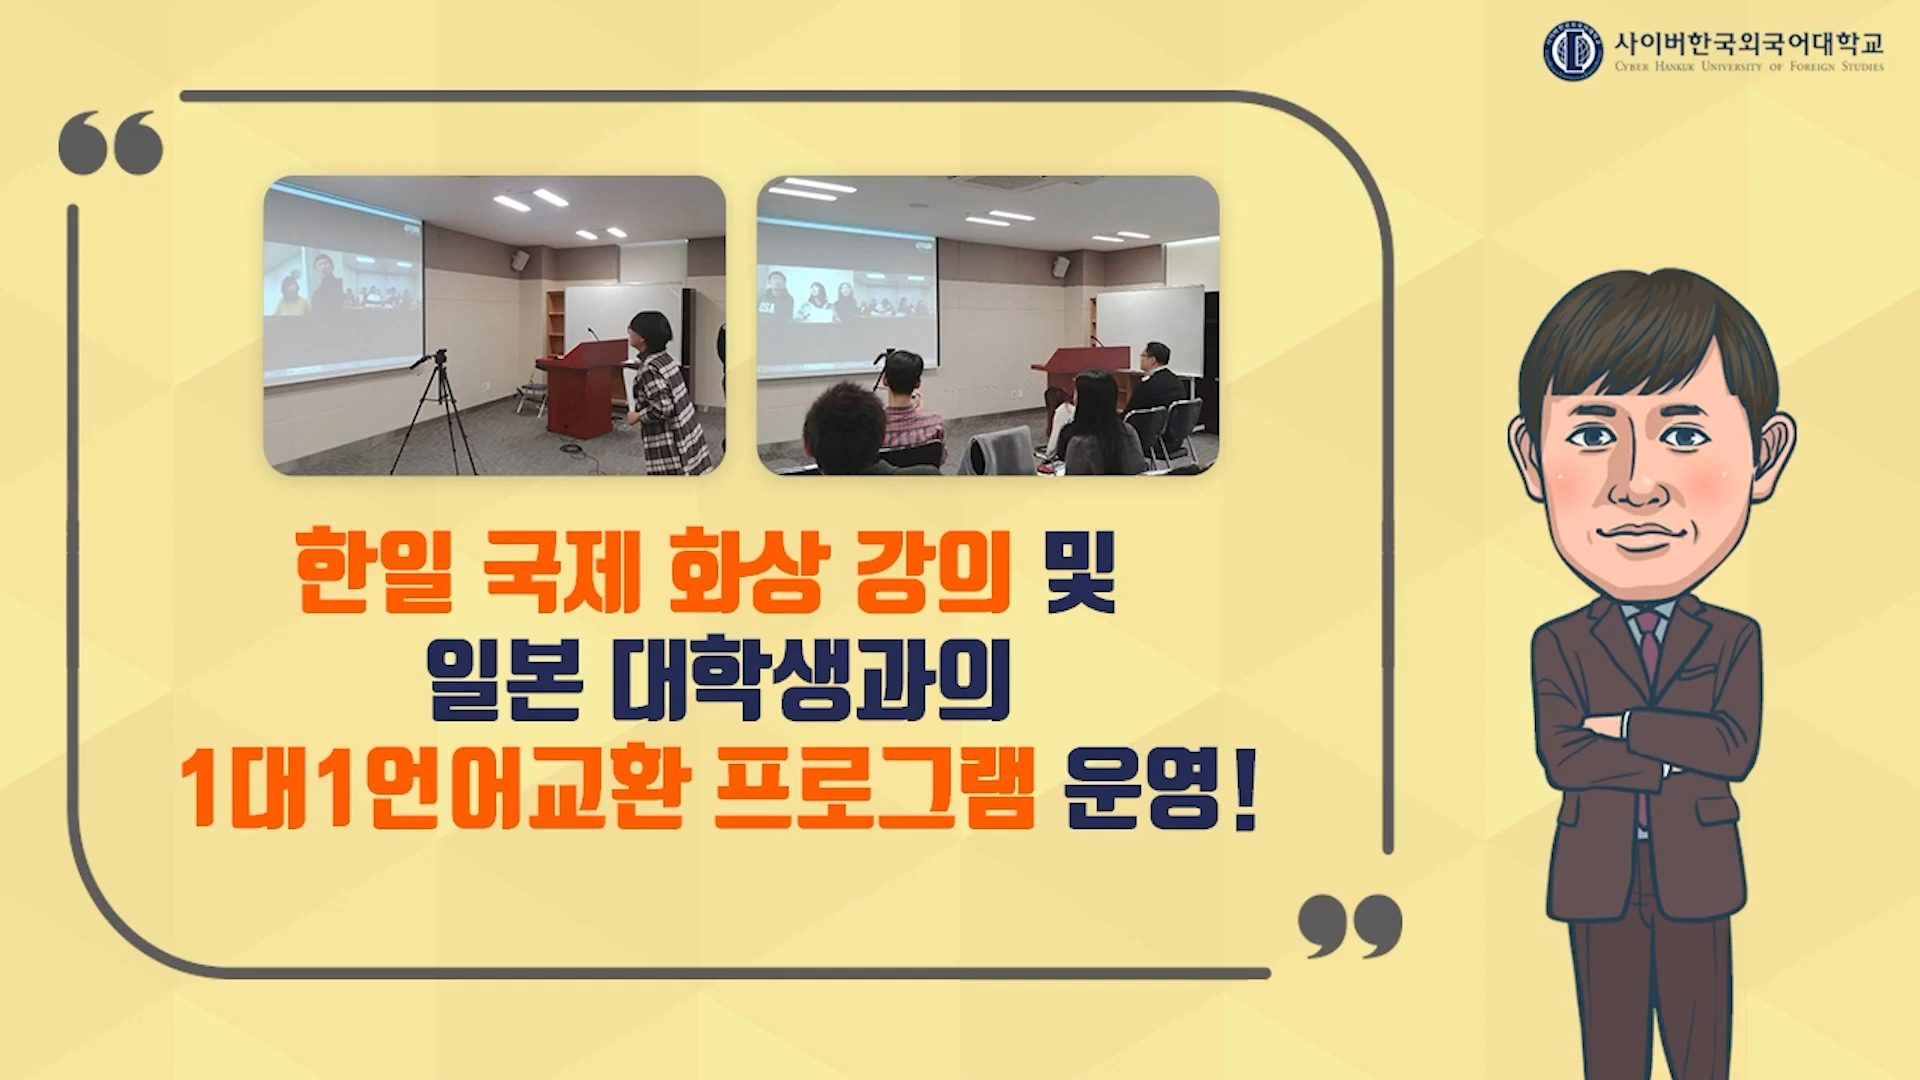 사이버한국외국어대학교
CYBER HANKUK UNIVERSITY OF FOREIGN STUDIES
한일 국제 화상 강의 및
일본 대학생과의
1대1언어교환 프로그램 운영!